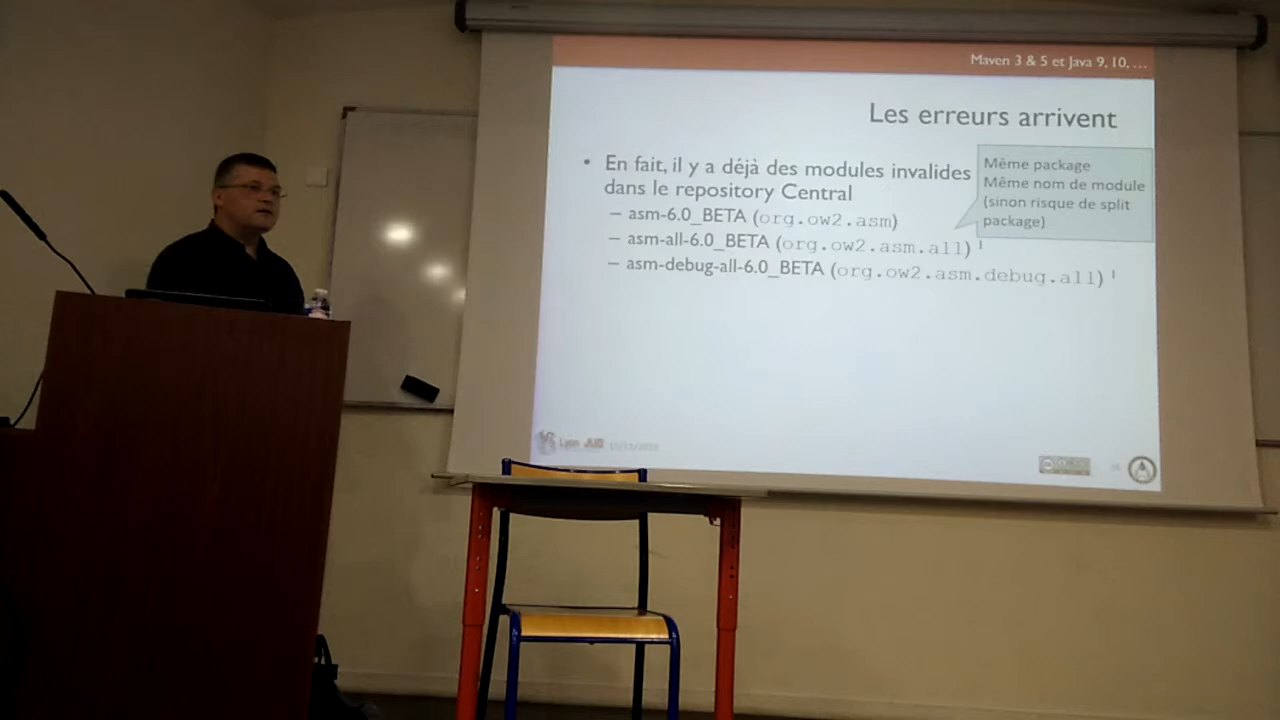 Maven 3 & 5 et Java 9, 10, …
Les erreurs arrivent
• En fait, il y a déjà des modules invalides
dans le repository Central
– asm-6.0_BETA (org.ow2.asm)
– asm-all-6.0_BETA (org.ow2.asm.all) !
– asm-debug-all-6.0_BETA (org.ow2.asm.debug.all) !
Même package
Même nom de module
(sinon risque de split
package)
Lyon JUG